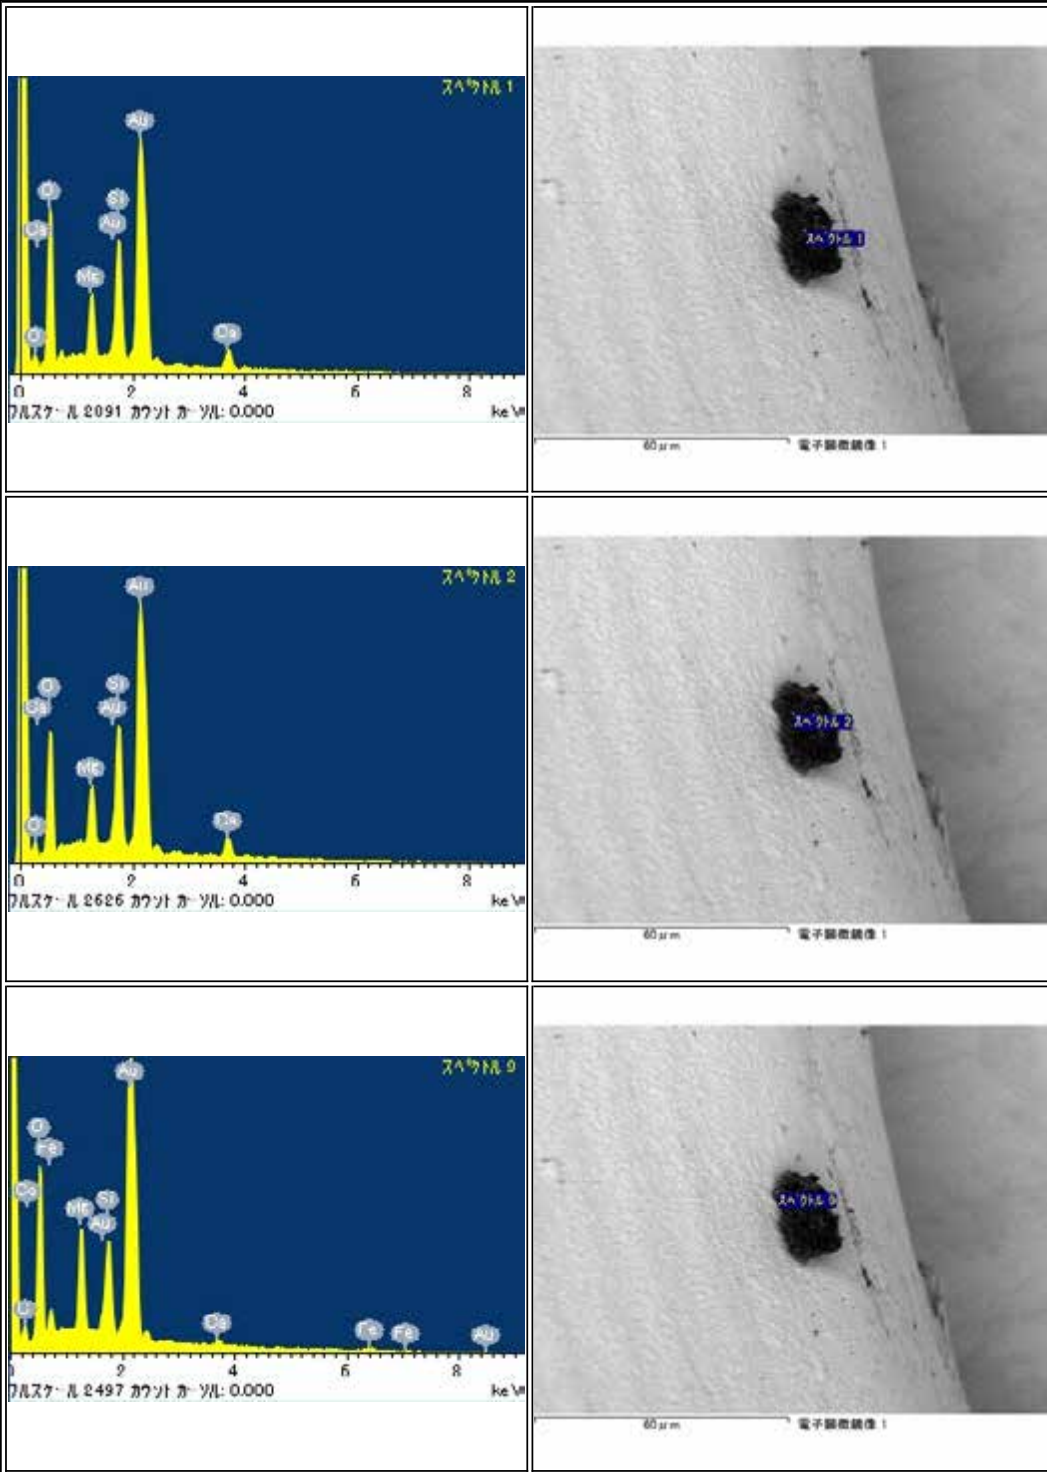 スペクトル 1
Au
O
Si
Ca
Au
Mg
Ca
0 2 4 6 8
フルスケール 2091 カウント カーソル: 0.000 keV
スペクトル 1
60μm 電子顕微鏡像 1
スペクトル 2
Au
O
Si
Ca
Au
Mg
Ca
0 2 4 6 8
フルスケール 2626 カウント カーソル: 0.000 keV
スペクトル 2
60μm 電子顕微鏡像 1
Au
O
Fe
Ca
Si
Mg
Au
Ca
Fe
Fe
Au
2 4 6 8
フルスケール 2497 カウント カーソル: 0.000 keV
60μm 電子顕微鏡像 1